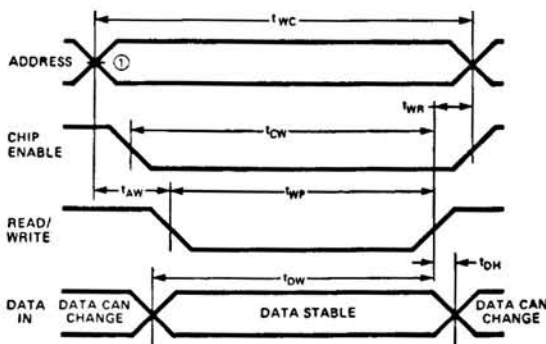 tWC
ADDRESS
①
tWR
CHIP
ENABLE
tCW
tAW
tWP
READ/
WRITE
tDH
tDW
DATA
IN
DATA CAN
CHANGE
DATA STABLE
DATA CAN
CHANGE